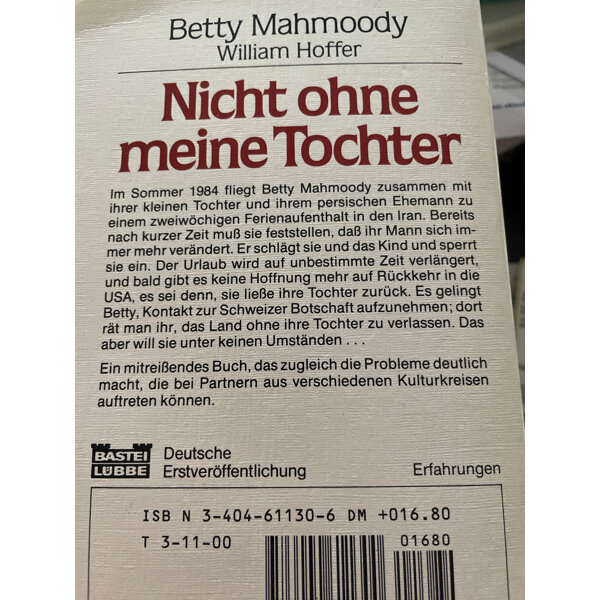 Betty Mahmoody
William Hoffer
Nicht ohne
meine Tochter
Im Sommer 1984 fliegt Betty Mahmoody zusammen mit
ihrer kleinen Tochter und ihrem persischen Ehemann zu
einem zweiwöchigen Ferienaufenthalt in den Iran. Bereits
nach kurzer Zeit muß sie feststellen, daß ihr Mann sich im-
mer mehr verändert. Er schlägt sie und das Kind und sperrt
sie ein. Der Urlaub wird auf unbestimmte Zeit verlängert,
und bald gibt es keine Hoffnung mehr auf Rückkehr in die
USA, es sei denn, sie ließe ihre Tochter zurück. Es gelingt
Betty, Kontakt zur Schweizer Botschaft aufzunehmen; dort
rät man ihr, das Land ohne ihre Tochter zu verlassen. Das
aber will sie unter keinen Umständen . . .
Ein mitreißendes Buch, das zugleich die Probleme deutlich
macht, die bei Partnern aus verschiedenen Kulturkreisen
auftreten können.
BASTEI
LÜBBE
Deutsche
Erstveröffentlichung
Erfahrungen
ISB N 3-404-61130-6 DM +016.80
T 3-11-00
01680